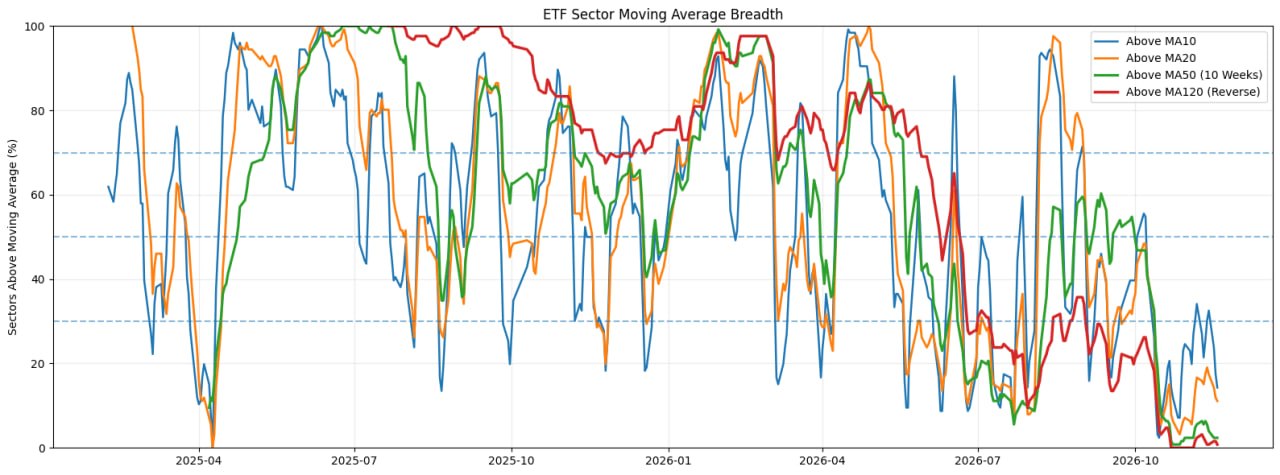 ETF Sector Moving Average Breadth
Sectors Above Moving Average (%)
100
80
60
40
20
0
Above MA10
Above MA20
Above MA50 (10 Weeks)
Above MA120 (Reverse)
2025-04
2025-07
2025-10
2026-01
2026-04
2026-07
2026-10